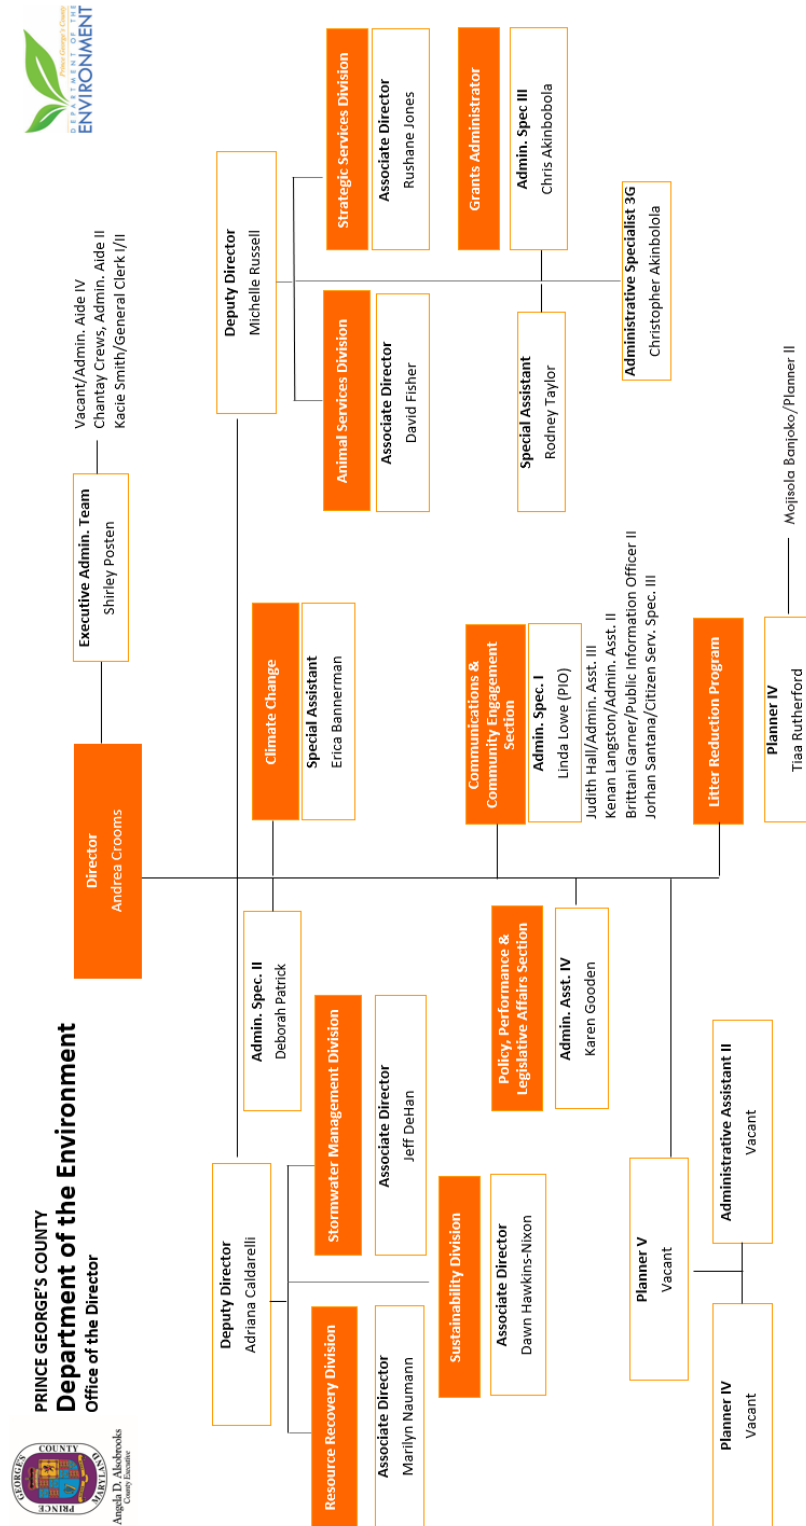 GEORGE'S
COUNTY
PRINCE
MARYLAND
Angela D. Alsobrooks
County Executive
PRINCE GEORGE'S COUNTY
Department of the Environment
Office of the Director
Prince George's County
DEPARTMENT OF THE
ENVIRONMENT
Director
Andrea Crooms
Executive Admin. Team
Shirley Posten
Vacant/Admin. Aide IV
Chantay Crews, Admin. Aide II
Kacie Smith/General Clerk I/II
Deputy Director
Adriana Caldarelli
Admin. Spec. II
Deborah Patrick
Climate Change
Special Assistant
Erica Bannerman
Deputy Director
Michelle Russell
Resource Recovery Division
Associate Director
Marilyn Naumann
Stormwater Management Division
Associate Director
Jeff DeHan
Animal Services Division
Associate Director
David Fisher
Strategic Services Division
Associate Director
Rushane Jones
Sustainability Division
Associate Director
Dawn Hawkins-Nixon
Policy, Performance &
Legislative Affairs Section
Admin. Asst. IV
Karen Gooden
Communications &
Community Engagement
Section
Admin. Spec. I
Linda Lowe (PIO)
Judith Hall/Admin. Asst. III
Kenan Langston/Admin. Asst. II
Brittani Garner/Public Information Officer II
Jorhan Santana/Citizen Serv. Spec. III
Special Assistant
Rodney Taylor
Grants Administrator
Admin. Spec III
Chris Akinbobola
Administrative Specialist 3G
Christopher Akinbolola
Planner V
Vacant
Planner IV
Vacant
Administrative Assistant II
Vacant
Litter Reduction Program
Planner IV
Tiaa Rutherford
Mojisola Banjoko/Planner II